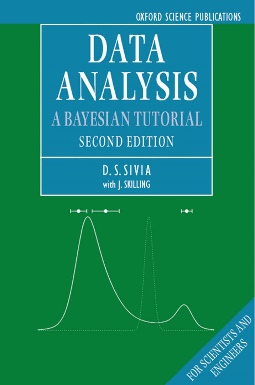 OXFORD SCIENCE PUBLICATIONS
DATA
ANALYSIS
A BAYESIAN TUTORIAL
SECOND EDITION
D. S. SIVIA
with J. SKILLING
FOR SCIENTISTS AND
ENGINEERS